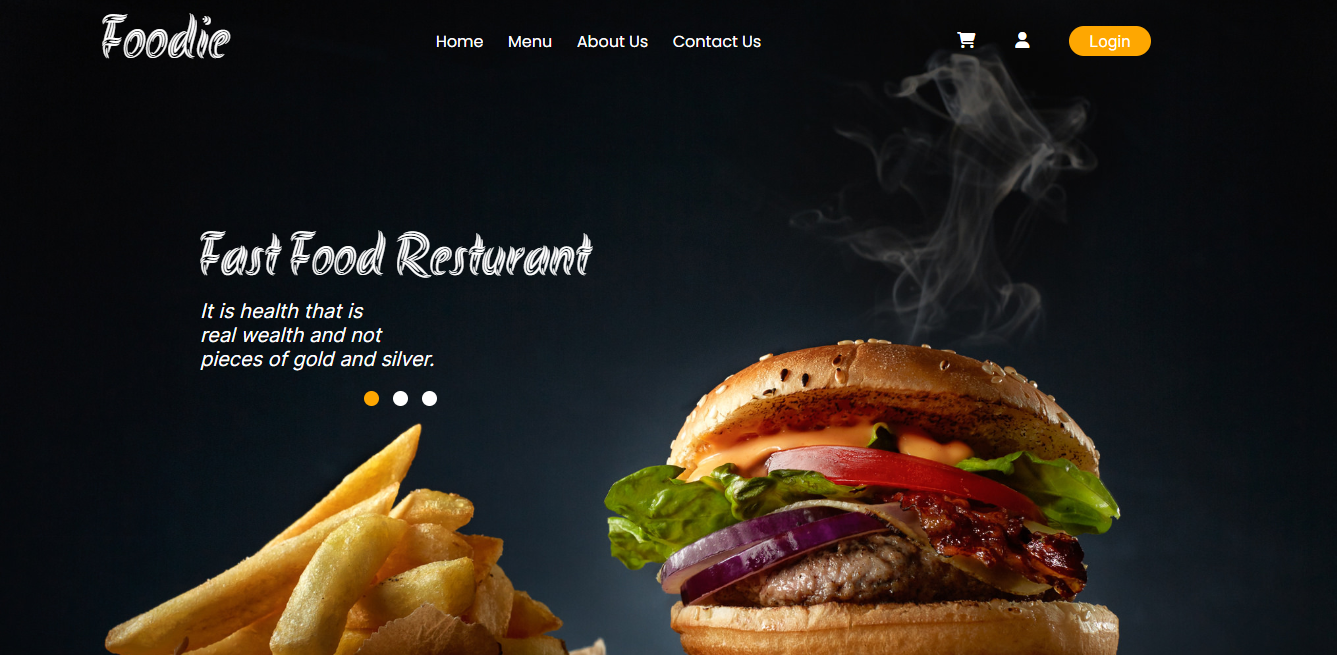 Foodie
Home Menu About Us Contact Us
Login
Fast Food Resturant
It is health that is
real wealth and not
pieces of gold and silver.